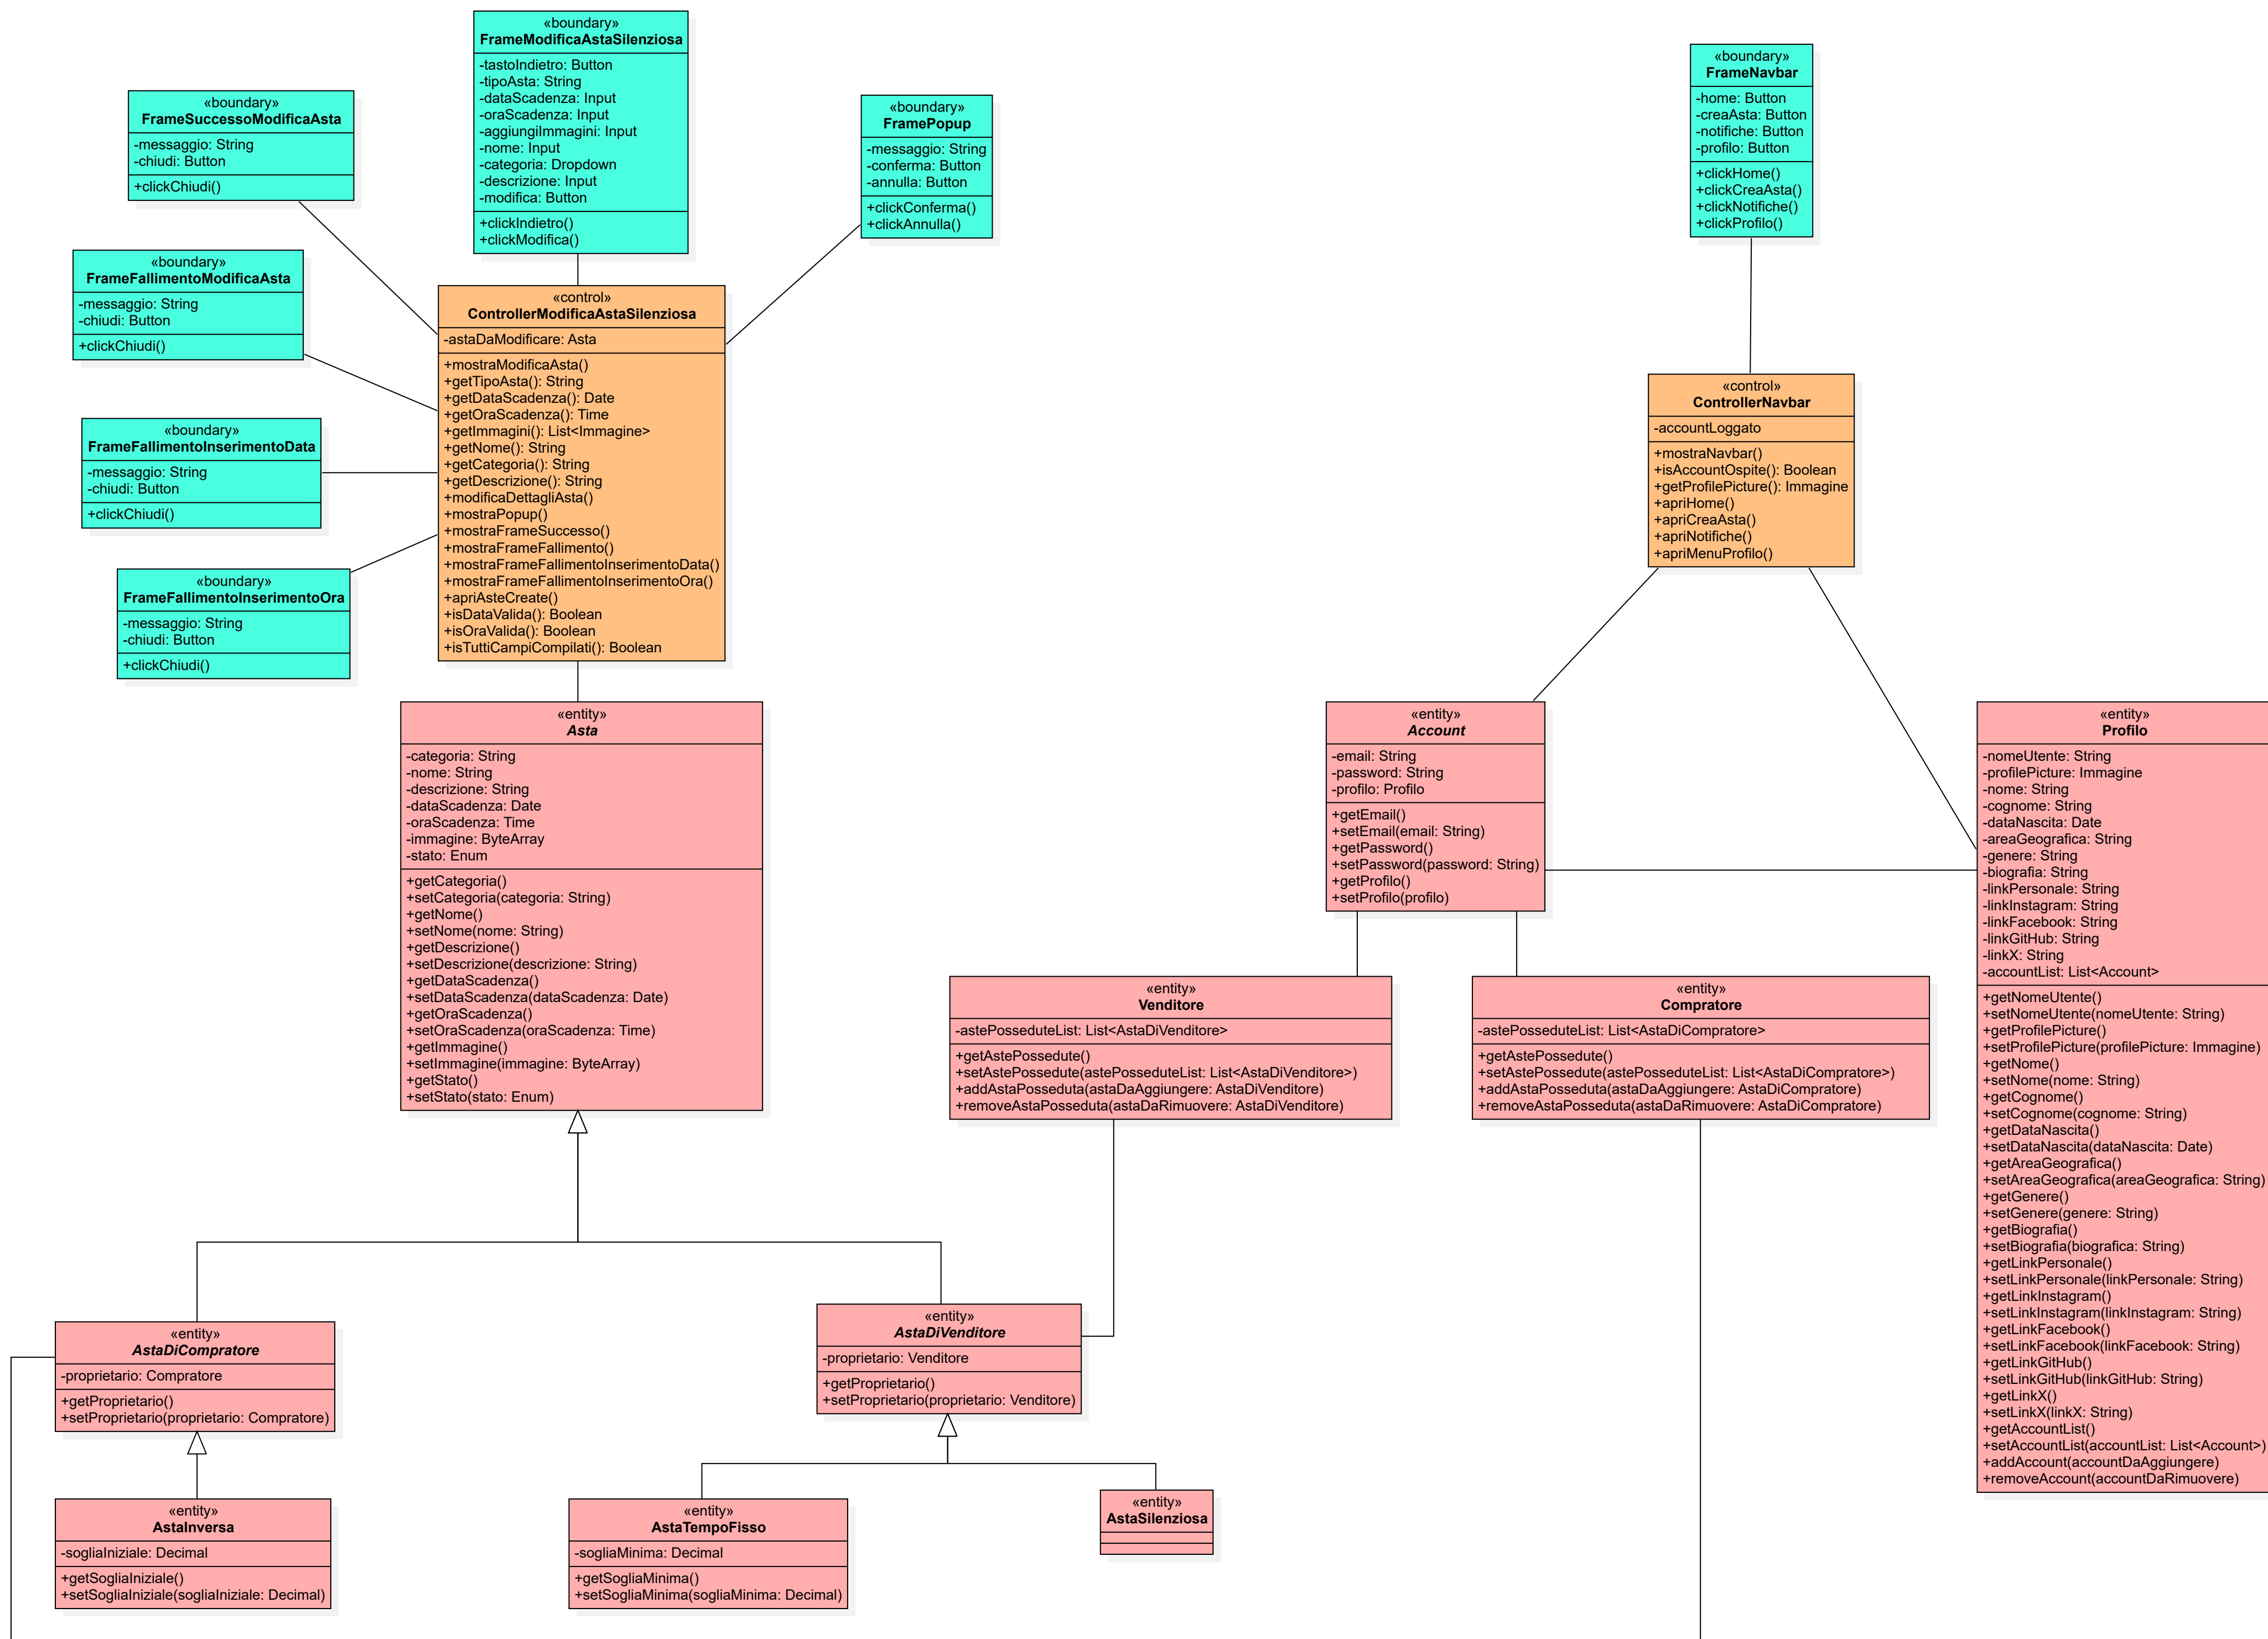 «boundary»
FrameModificaAstaSilenziosa
-tastoIndietro: Button
-tipoAsta: String
-dataScadenza: Input
-oraScadenza: Input
-aggiungiImmagini: Input
-nome: Input
-categoria: Dropdown
-descrizione: Input
-modifica: Button
+clickIndietro()
+clickModifica()
«boundary»
FrameSuccessoModificaAsta
-messaggio: String
-chiudi: Button
+clickChiudi()
«boundary»
FramePopup
-messaggio: String
-conferma: Button
-annulla: Button
+clickConferma()
+clickAnnulla()
«boundary»
FrameNavbar
-home: Button
-creaAsta: Button
-notifiche: Button
-profilo: Button
+clickHome()
+clickCreaAsta()
+clickNotifiche()
+clickProfilo()
«boundary»
FrameFallimentoModificaAsta
-messaggio: String
-chiudi: Button
+clickChiudi()
«boundary»
FrameFallimentoInserimentoData
-messaggio: String
-chiudi: Button
+clickChiudi()
«boundary»
FrameFallimentoInserimentoOra
-messaggio: String
-chiudi: Button
+clickChiudi()
«control»
ControllerModificaAstaSilenziosa
-astaDaModificare: Asta
+mostraModificaAsta()
+getTipoAsta(): String
+getDataScadenza(): Date
+getOraScadenza(): Time
+getImmagini(): List<Immagine>
+getNome(): String
+getCategoria(): String
+getDescrizione(): String
+modificaDettagliAsta()
+mostraPopup()
+mostraFrameSuccesso()
+mostraFrameFallimento()
+mostraFrameFallimentoInserimentoData()
+mostraFrameFallimentoInserimentoOra()
+apriAsteCreate()
+isDataValida(): Boolean
+isOraValida(): Boolean
+isTuttiCampiCompilati(): Boolean
«control»
ControllerNavbar
-accountLoggato
+mostraNavbar()
+isAccountOspite(): Boolean
+getProfilePicture(): Immagine
+apriHome()
+apriCreaAsta()
+apriNotifiche()
+apriMenuProfilo()
«entity»
Asta
-categoria: String
-nome: String
-descrizione: String
-dataScadenza: Date
-oraScadenza: Time
-immagine: ByteArray
-stato: Enum
+getCategoria()
+setCategoria(categoria: String)
+getNome()
+setNome(nome: String)
+getDescrizione()
+setDescrizione(descrizione: String)
+getDataScadenza()
+setDataScadenza(dataScadenza: Date)
+getOraScadenza()
+setOraScadenza(oraScadenza: Time)
+getImmagine()
+setImmagine(immagine: ByteArray)
+getStato()
+setStato(stato: Enum)
«entity»
Account
-email: String
-password: String
-profilo: Profilo
+getEmail()
+setEmail(email: String)
+getPassword()
+setPassword(password: String)
+getProfilo()
+setProfilo(profilo)
«entity»
Profilo
-nomeUtente: String
-profilePicture: Immagine
-nome: String
-cognome: String
-dataNascita: Date
-areaGeografica: String
-genere: String
-biografia: String
-linkPersonale: String
-linkInstagram: String
-linkFacebook: String
-linkGitHub: String
-linkX: String
-accountList: List<Account>
+getNomeUtente()
+setNomeUtente(nomeUtente: String)
+getProfilePicture()
+setProfilePicture(profilePicture: Immagine)
+getNome()
+setNome(nome: String)
+getCognome()
+setCognome(cognome: String)
+getDataNascita()
+setDataNascita(dataNascita: Date)
+getAreaGeografica()
+setAreaGeografica(areaGeografica: String)
+getGenere()
+setGenere(genere: String)
+getBiografia()
+setBiografia(biografica: String)
+getLinkPersonale()
+setLinkPersonale(linkPersonale: String)
+getLinkInstagram()
+setLinkInstagram(linkInstagram: String)
+getLinkFacebook()
+setLinkFacebook(linkFacebook: String)
+getLinkGitHub()
+setLinkGitHub(linkGitHub: String)
+getLinkX()
+setLinkX(linkX: String)
+getAccountList()
+setAccountList(accountList: List<Account>)
+addAccount(accountDaAggiungere)
+removeAccount(accountDaRimuovere)
«entity»
Venditore
-astePosseduteList: List<AstaDiVenditore>
+getAstePossedute()
+setAstePossedute(astePosseduteList: List<AstaDiVenditore>)
+addAstaPosseduta(astaDaAggiungere: AstaDiVenditore)
+removeAstaPosseduta(astaDaRimuovere: AstaDiVenditore)
«entity»
Compratore
-astePosseduteList: List<AstaDiCompratore>
+getAstePossedute()
+setAstePossedute(astePosseduteList: List<AstaDiCompratore>)
+addAstaPosseduta(astaDaAggiungere: AstaDiCompratore)
+removeAstaPosseduta(astaDaRimuovere: AstaDiCompratore)
«entity»
AstaDiCompratore
-proprietario: Compratore
+getProprietario()
+setProprietario(proprietario: Compratore)
«entity»
AstaDiVenditore
-proprietario: Venditore
+getProprietario()
+setProprietario(proprietario: Venditore)
«entity»
AstaInversa
-sogliaIniziale: Decimal
+getSogliaIniziale()
+setSogliaIniziale(sogliaIniziale: Decimal)
«entity»
AstaTempoFisso
-sogliaMinima: Decimal
+getSogliaMinima()
+setSogliaMinima(sogliaMinima: Decimal)
«entity»
AstaSilenziosa